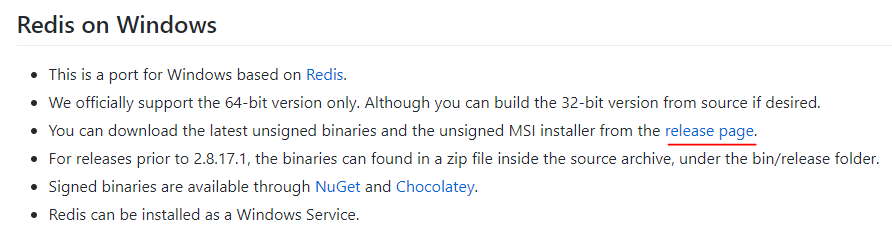 Redis on Windows
• This is a port for Windows based on Redis.
• We officially support the 64-bit version only. Although you can build the 32-bit version from source if desired.
• You can download the latest unsigned binaries and the unsigned MSI installer from the release page.
• For releases prior to 2.8.17.1, the binaries can found in a zip file inside the source archive, under the bin/release folder.
• Signed binaries are available through NuGet and Chocolatey.
• Redis can be installed as a Windows Service.